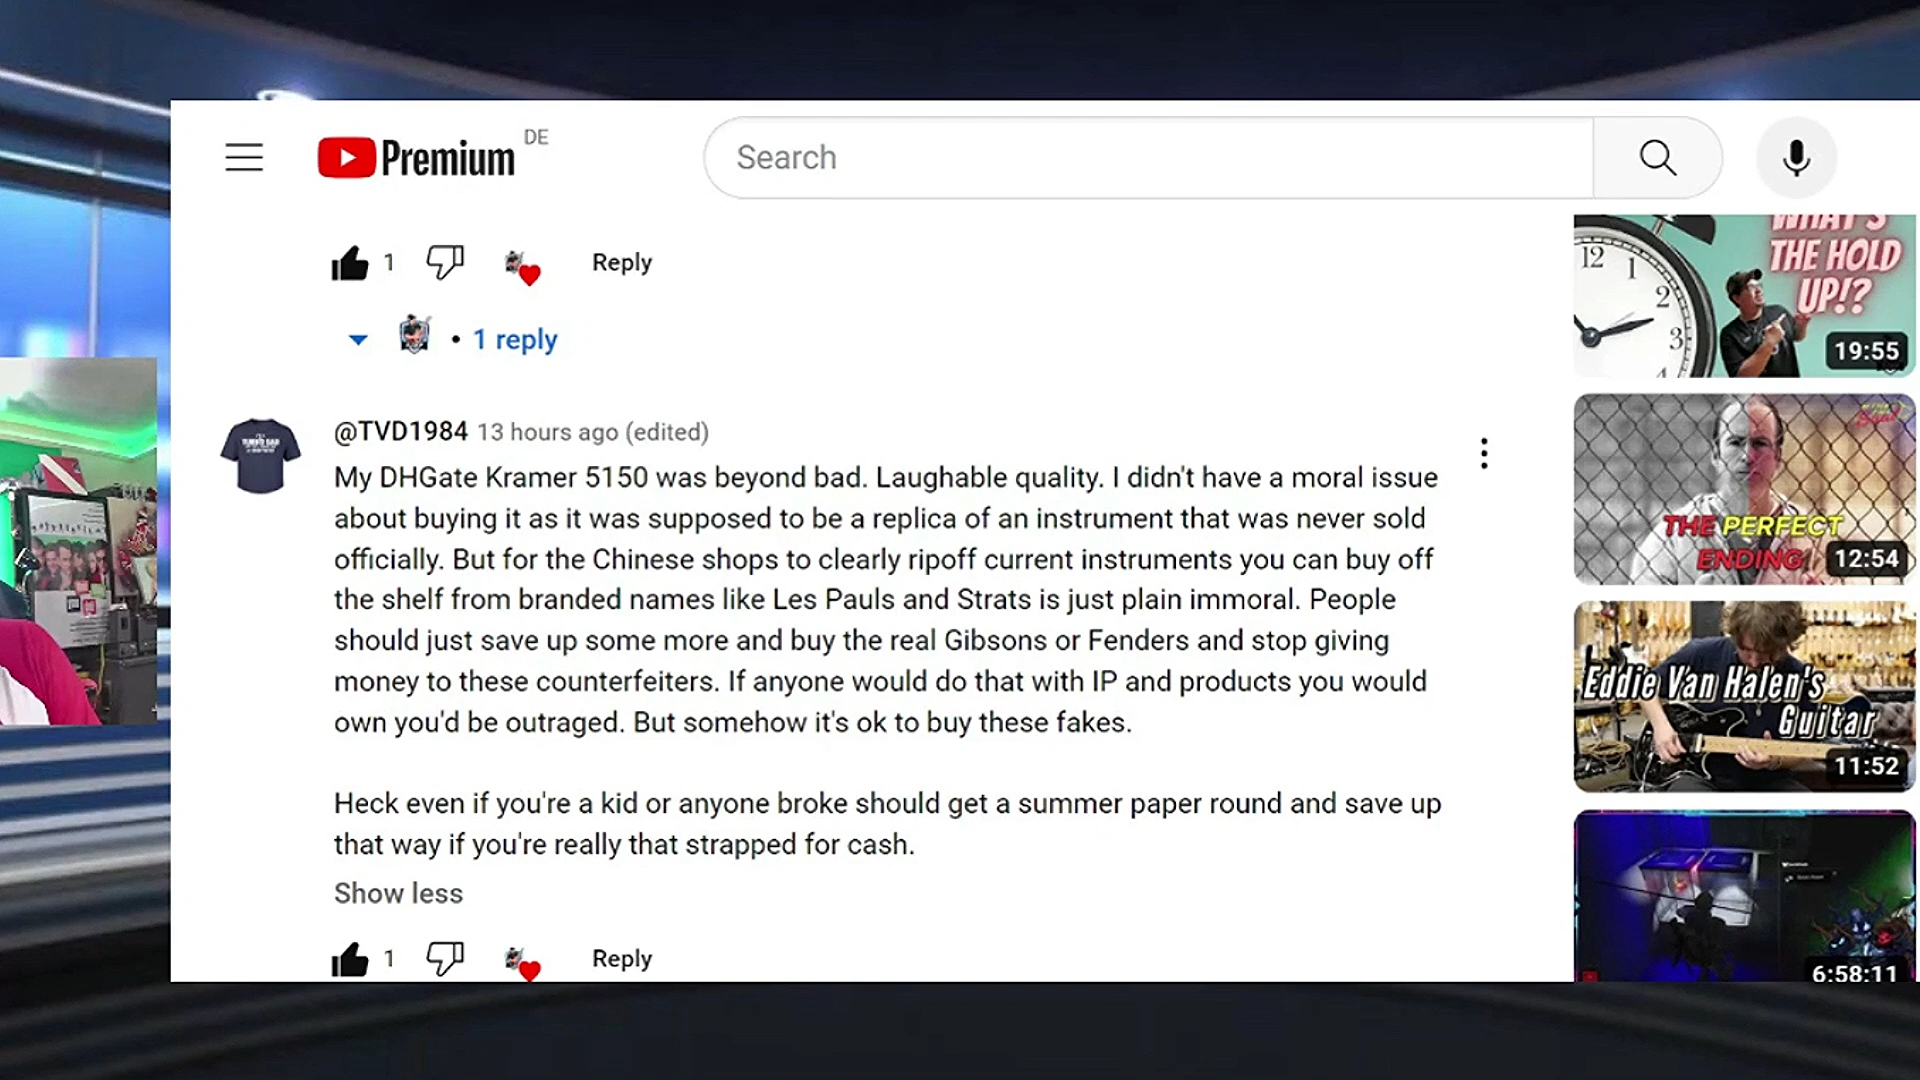 Premium DE
Search
1
Reply
1 reply
@TVD1984 13 hours ago (edited)
My DHGate Kramer 5150 was beyond bad. Laughable quality. I didn't have a moral issue
about buying it as it was supposed to be a replica of an instrument that was never sold
officially. But for the Chinese shops to clearly ripoff current instruments you can buy off
the shelf from branded names like Les Pauls and Strats is just plain immoral. People
should just save up some more and buy the real Gibsons or Fenders and stop giving
money to these counterfeiters. If anyone would do that with IP and products you would
own you'd be outraged. But somehow it's ok to buy these fakes.
Heck even if you're a kid or anyone broke should get a summer paper round and save up
that way if you're really that strapped for cash.
Show less
1
Reply
WHAT'S
THE HOLD
UP!?
12
1
2
3
4
19:55
THE PERFECT
ENDING
12:54
Eddie Van Halen's
Guitar
11:52
6:58:11